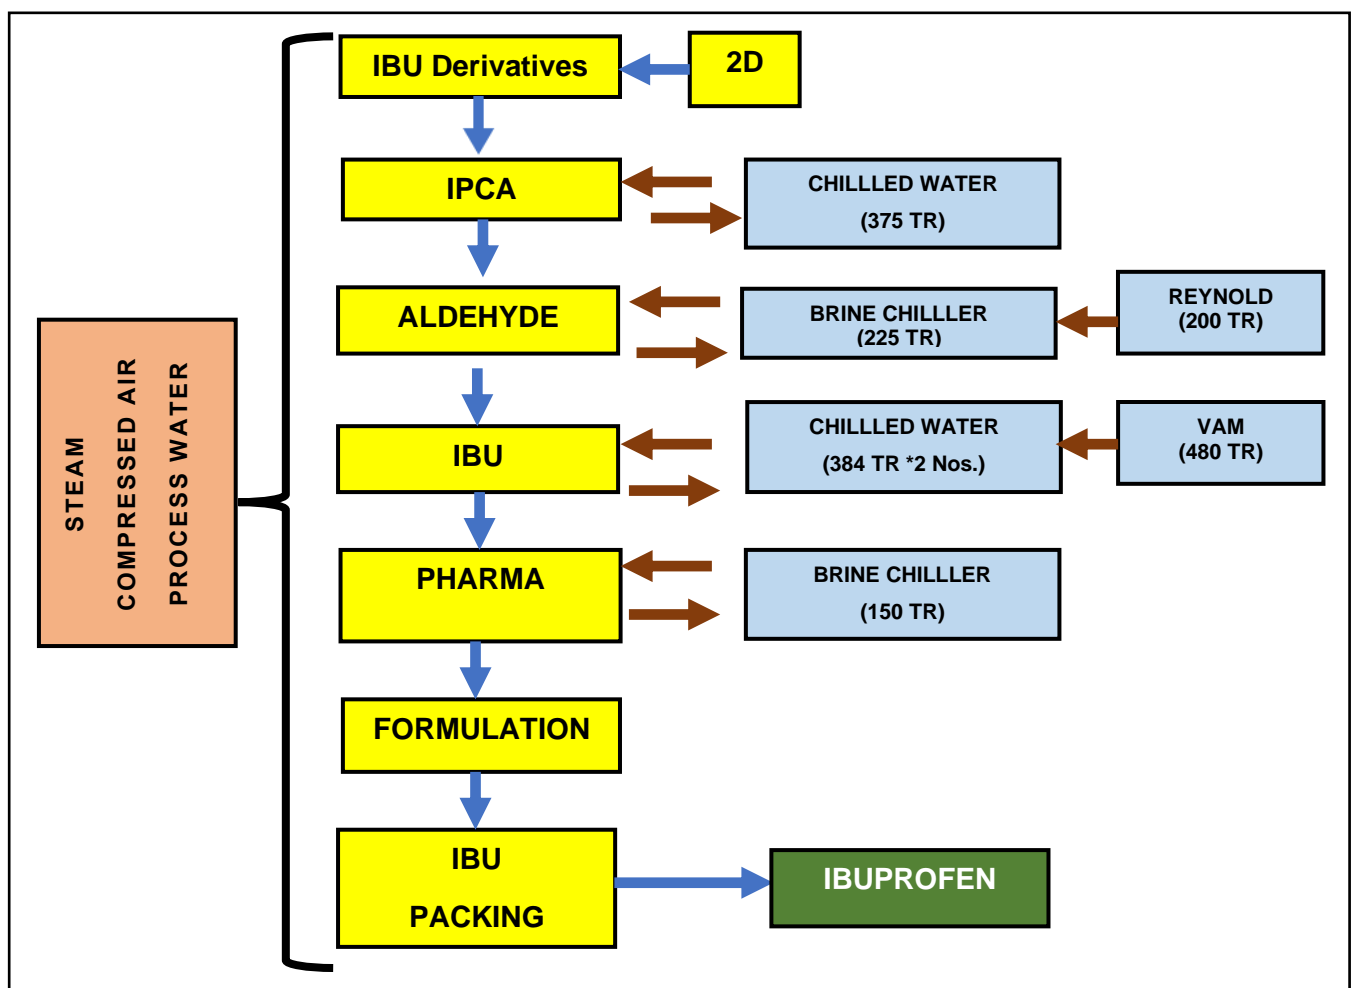 IBU Derivatives
2D
IPCA
CHILLLED WATER
(375 TR)
ALDEHYDE
BRINE CHILLLER
(225 TR)
REYNOLD
(200 TR)
STEAM
COMPRESSED AIR
PROCESS WATER
IBU
CHILLLED WATER
(384 TR *2 Nos.)
VAM
(480 TR)
PHARMA
BRINE CHILLLER
(150 TR)
FORMULATION
IBU
PACKING
IBUPROFEN